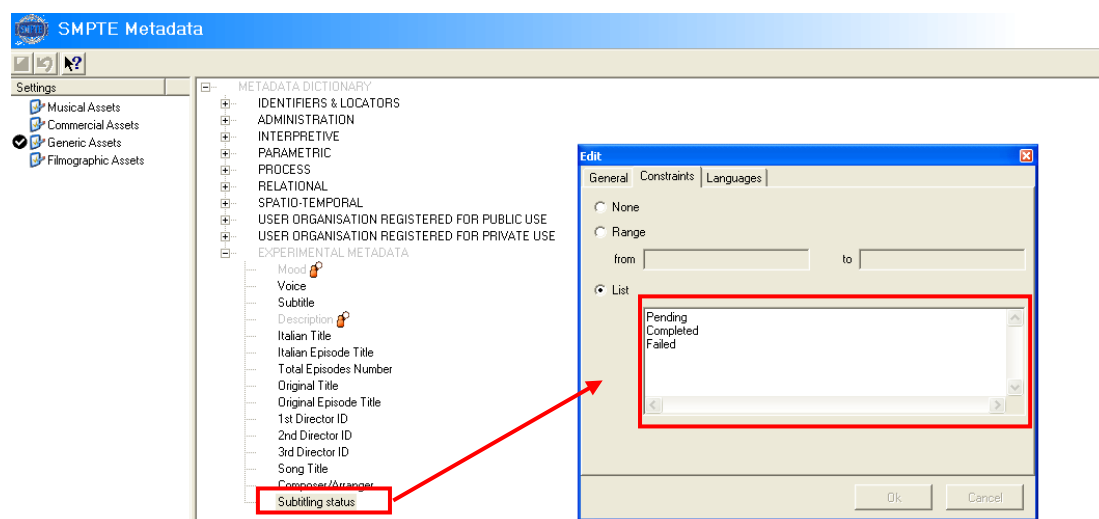 SMPTE Metadata
Settings
Musical Assets
Commercial Assets
Generic Assets
Filmographic Assets
METADATA DICTIONARY
IDENTIFIERS & LOCATORS
ADMINISTRATION
INTERPRETIVE
PARAMETRIC
PROCESS
RELATIONAL
SPATIO-TEMPORAL
USER ORGANISATION REGISTERED FOR PUBLIC USE
USER ORGANISATION REGISTERED FOR PRIVATE USE
EXPERIMENTAL METADATA
Mood
Voice
Subtitle
Description
Italian Title
Italian Episode Title
Total Episodes Number
Original Title
Original Episode Title
1st Director ID
2nd Director ID
3rd Director ID
Song Title
Composer/Arranger
Subtitling status
Edit
General Constraints Languages
None
Range
from to
List
Pending
Completed
Failed
Ok Cancel